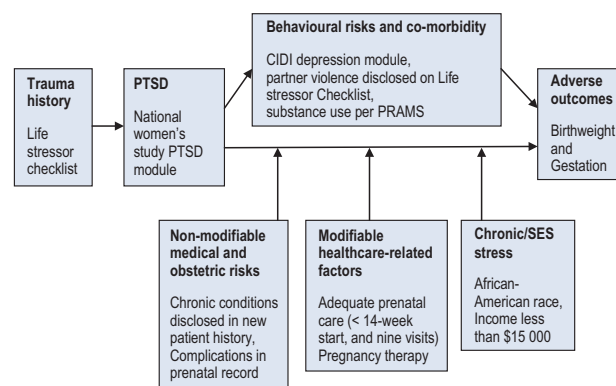 Behavioural risks and co-morbidity
CIDI depression module,
partner violence disclosed on Life
stressor Checklist,
substance use per PRAMS
Trauma
history
Life
stressor
checklist
PTSD
National
women’s
study PTSD
module
Adverse
outcomes
Birthweight
and
Gestation
Non-modifiable
medical and
obstetric risks
Chronic conditions
disclosed in new
patient history,
Complications in
prenatal record
Modifiable
healthcare-related
factors
Adequate prenatal
care (< 14-week
start, and nine visits)
Pregnancy therapy
Chronic/SES
stress
African-
American race,
Income less
than $15 000